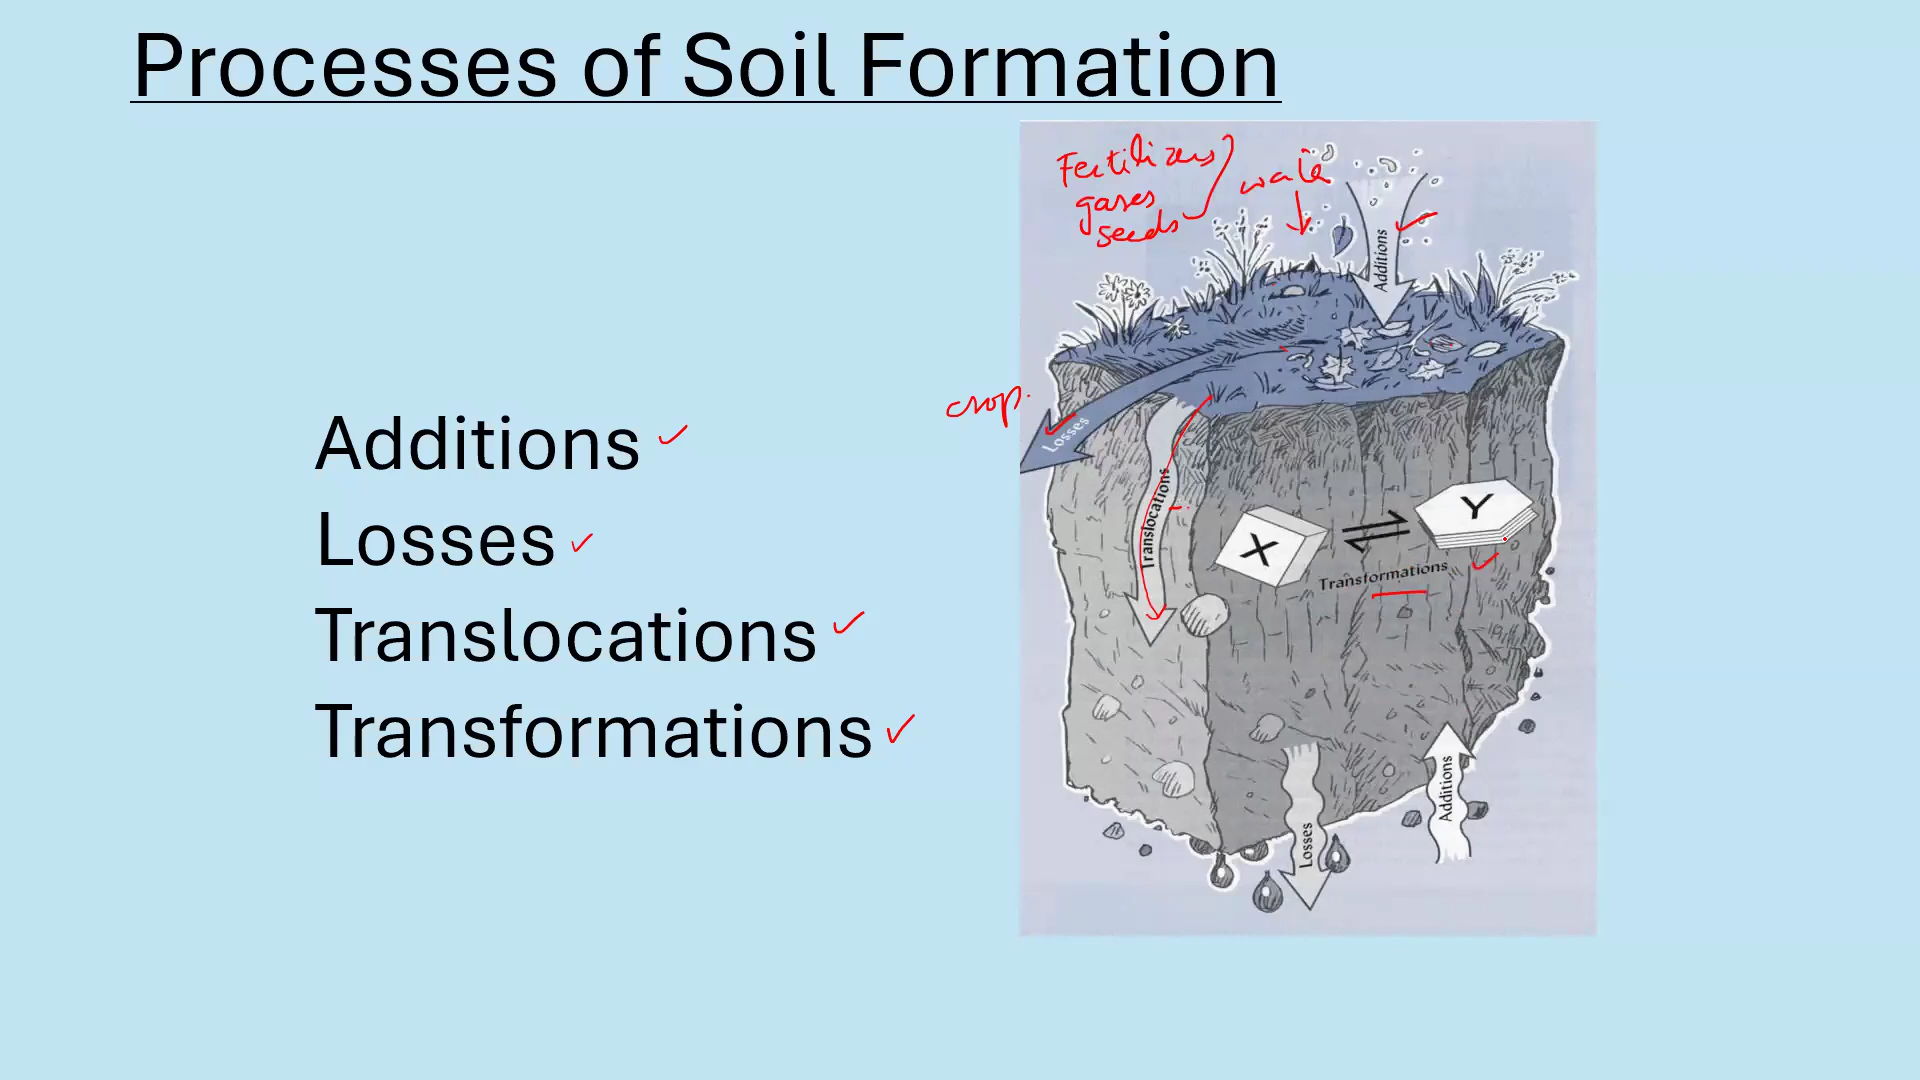 Processes of Soil Formation
Fertilizers
gases
seeds
water
Additions
crop.
Losses
Translocations
X
Y
Transformations
Additions
Losses
Translocations
Transformations
Additions
Losses